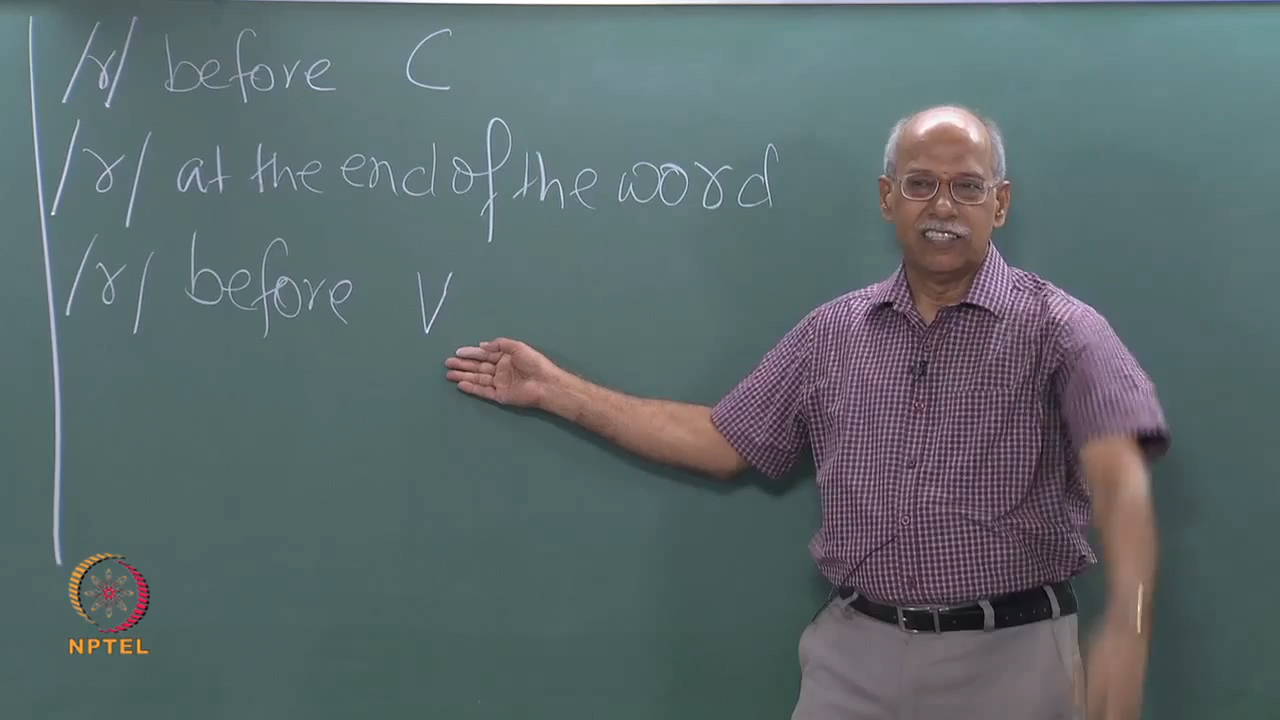 /r/ before C
/r/ at the end of the word
/r/ before V
NPTEL